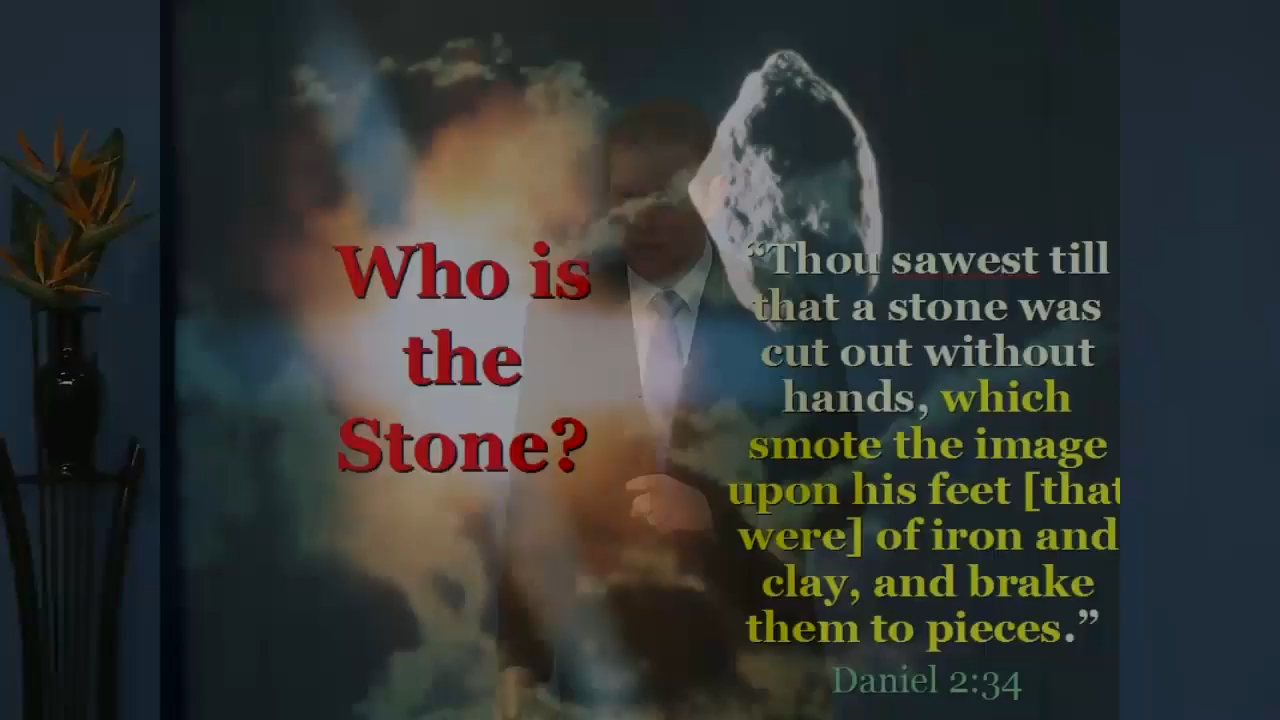 Who is
the
Stone?
“Thou sawest till
that a stone was
cut out without
hands, which
smote the image
upon his feet [that
were] of iron and
clay, and brake
them to pieces.”
Daniel 2:34